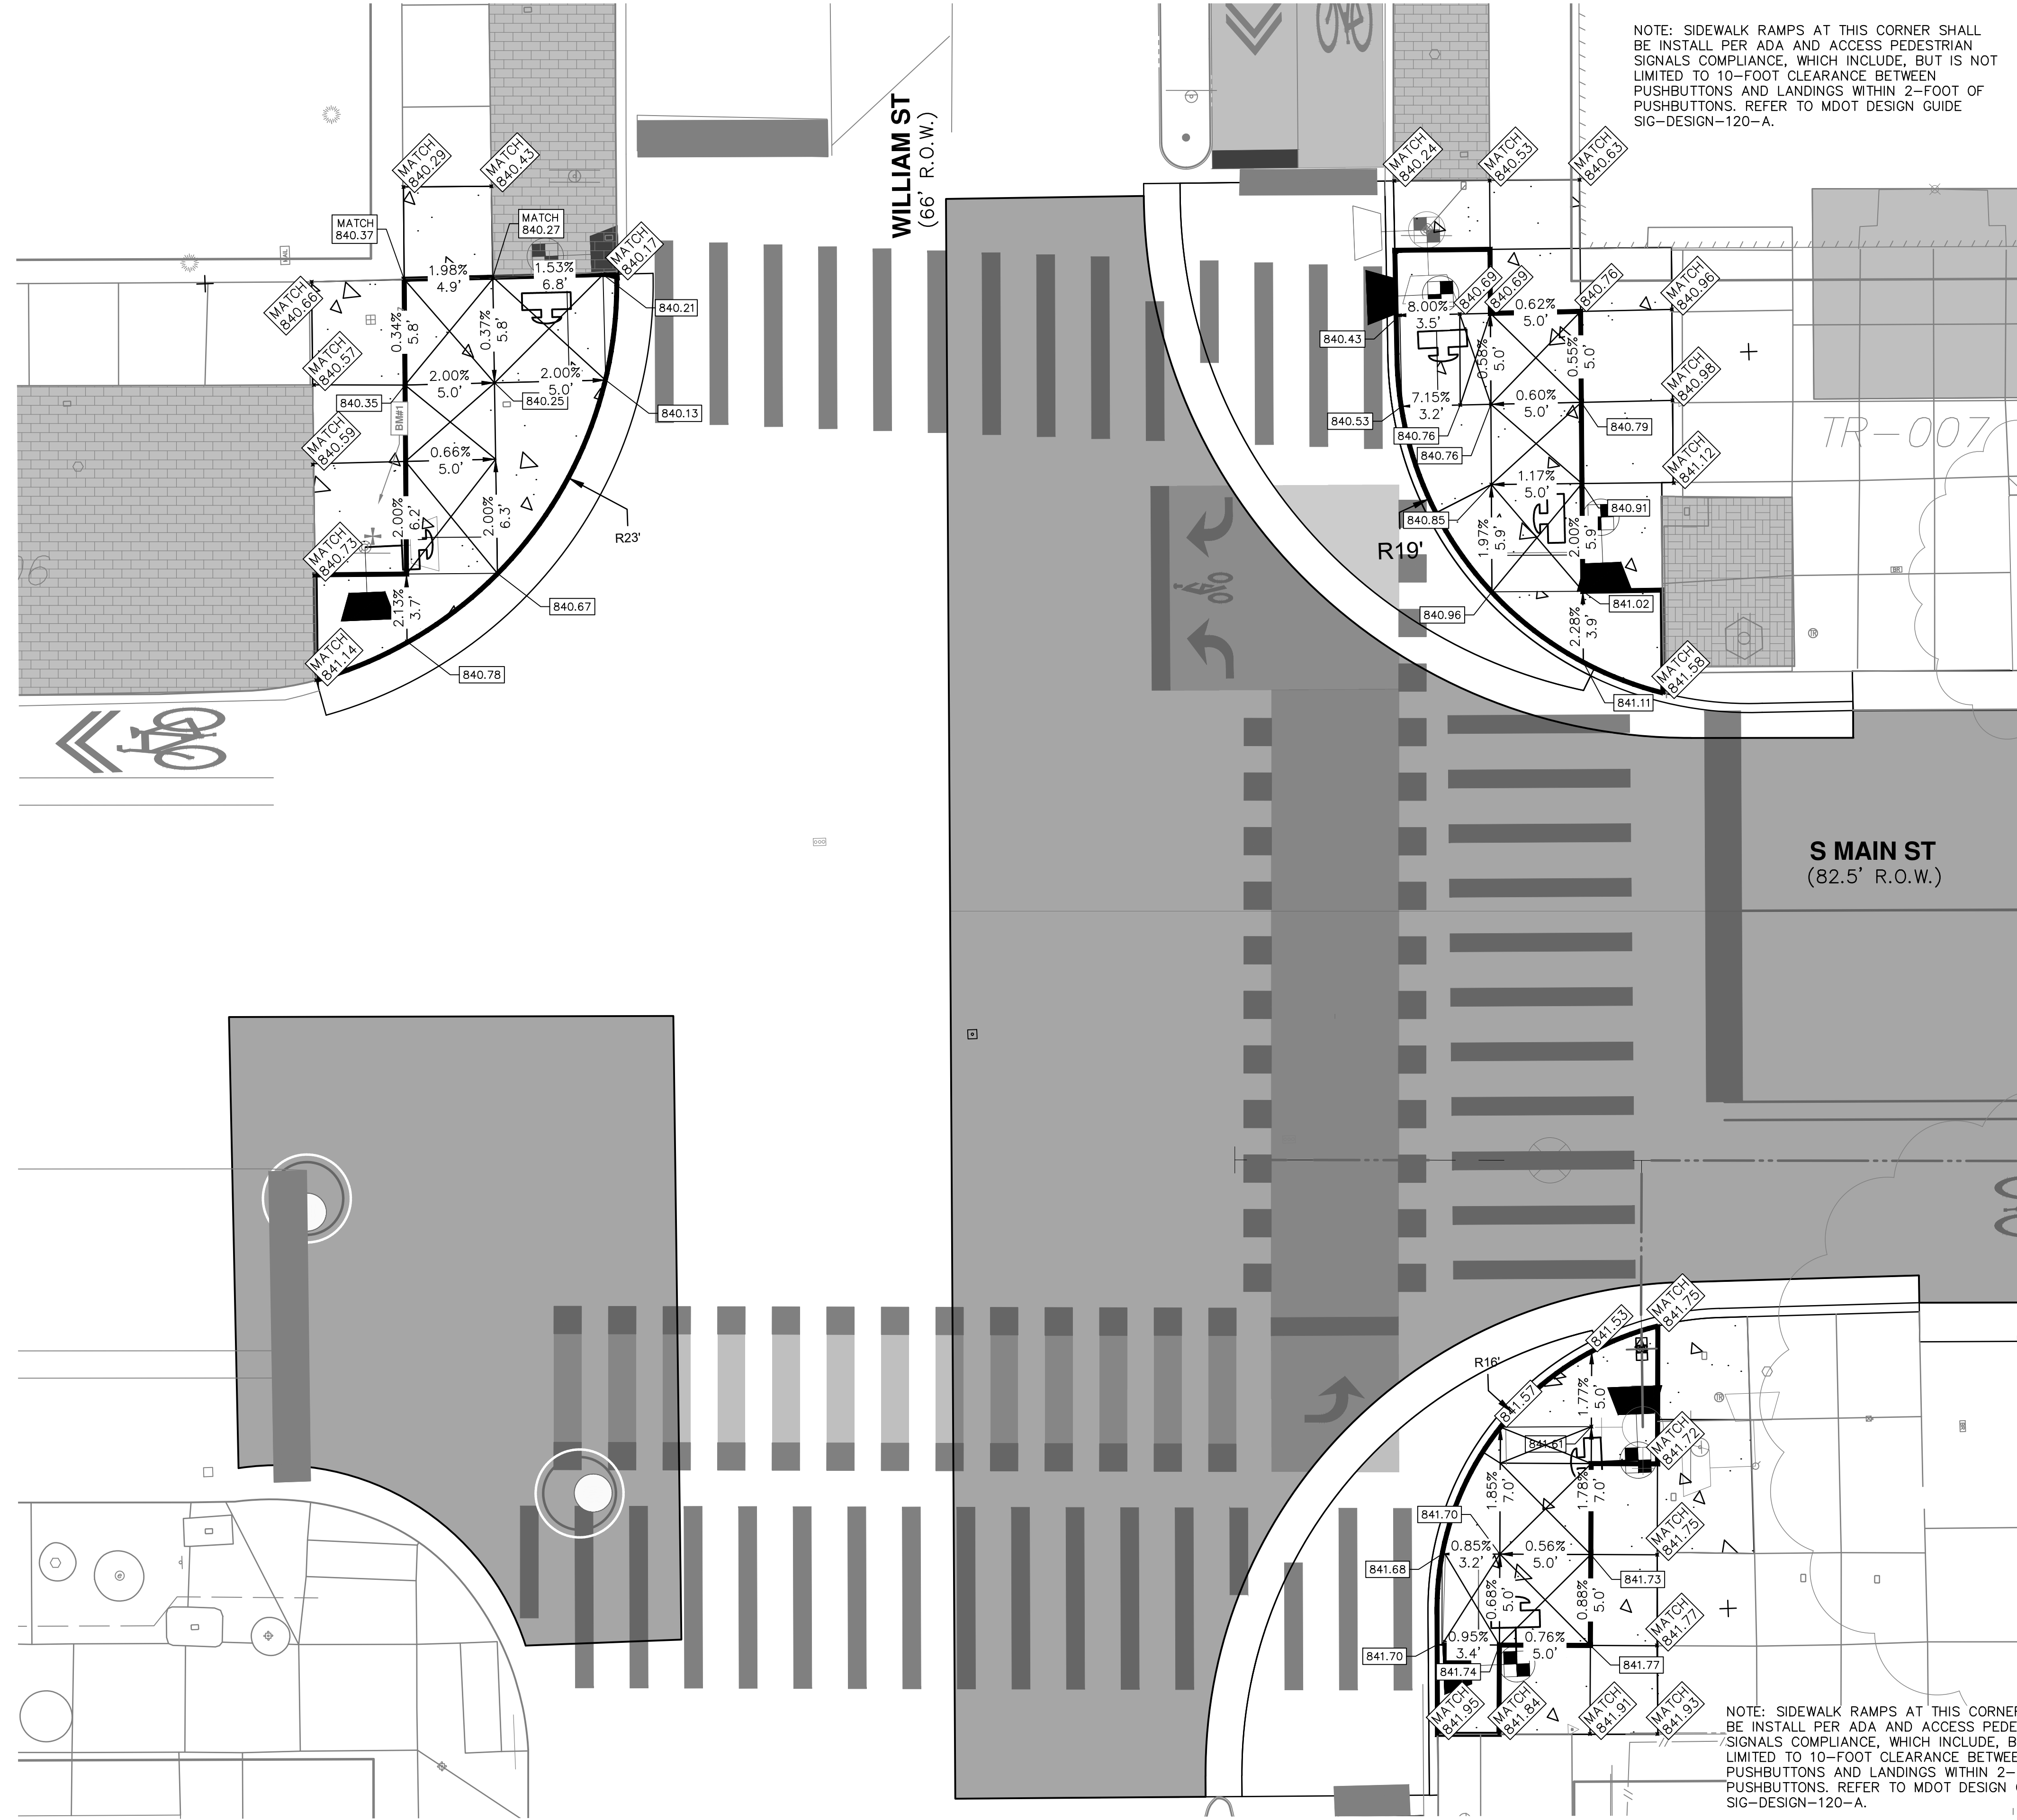 NOTE: SIDEWALK RAMPS AT THIS CORNER SHALL
BE INSTALL PER ADA AND ACCESS PEDESTRIAN
SIGNALS COMPLIANCE, WHICH INCLUDE, BUT IS NOT
LIMITED TO 10-FOOT CLEARANCE BETWEEN
PUSHBUTTONS AND LANDINGS WITHIN 2-FOOT OF
PUSHBUTTONS. REFER TO MDOT DESIGN GUIDE
SIG-DESIGN-120-A.
WILLIAM ST
(66' R.O.W.)
MATCH
840.29
MATCH
840.43
MATCH
840.37
MATCH
840.27
MATCH
840.17
MATCH
840.66
1.98%
4.9'
1.53%
6.8'
840.21
0.34%
5.8'
0.37%
5.8'
MATCH
840.57
2.00%
5.0'
2.00%
5.0'
840.35
840.25
840.13
BM#1
MATCH
840.59
0.66%
5.0'
2.00%
6.2'
2.00%
6.3'
R23'
MATCH
840.73
2.13%
3.7'
840.67
MATCH
841.14
840.78
06
MATCH
840.24
MATCH
840.53
MATCH
840.63
840.69
840.69
840.76
MATCH
840.96
8.00%
3.5'
0.62%
5.0'
840.43
0.58%
5.0'
0.55%
5.0'
MATCH
840.98
7.15%
3.2'
0.60%
5.0'
840.53
840.76
840.79
840.76
TR-007
MATCH
841.12
1.17%
5.0'
840.85
840.91
R19'
1.97%
5.9'
2.00%
5.9'
BR
840.96
841.02
2.28%
3.9'
TR
MATCH
841.58
841.11
S MAIN ST
(82.5' R.O.W.)
MATCH
841.75
841.53
R16'
841.57
1.77%
5.0'
TR
841.61
MATCH
841.72
1.85%
7.0'
1.78%
7.0'
841.70
MATCH
841.75
0.85%
3.2'
0.56%
5.0'
841.68
841.73
0.68%
5.0'
0.88%
5.0'
MATCH
841.77
0.95%
3.4'
0.76%
5.0'
841.70
841.74
841.77
MATCH
841.95
MATCH
841.84
MATCH
841.91
MATCH
841.93
NOTE: SIDEWALK RAMPS AT THIS CORNER
BE INSTALL PER ADA AND ACCESS PEDE
SIGNALS COMPLIANCE, WHICH INCLUDE, B
LIMITED TO 10-FOOT CLEARANCE BETWEE
PUSHBUTTONS AND LANDINGS WITHIN 2-
PUSHBUTTONS. REFER TO MDOT DESIGN
SIG-DESIGN-120-A.